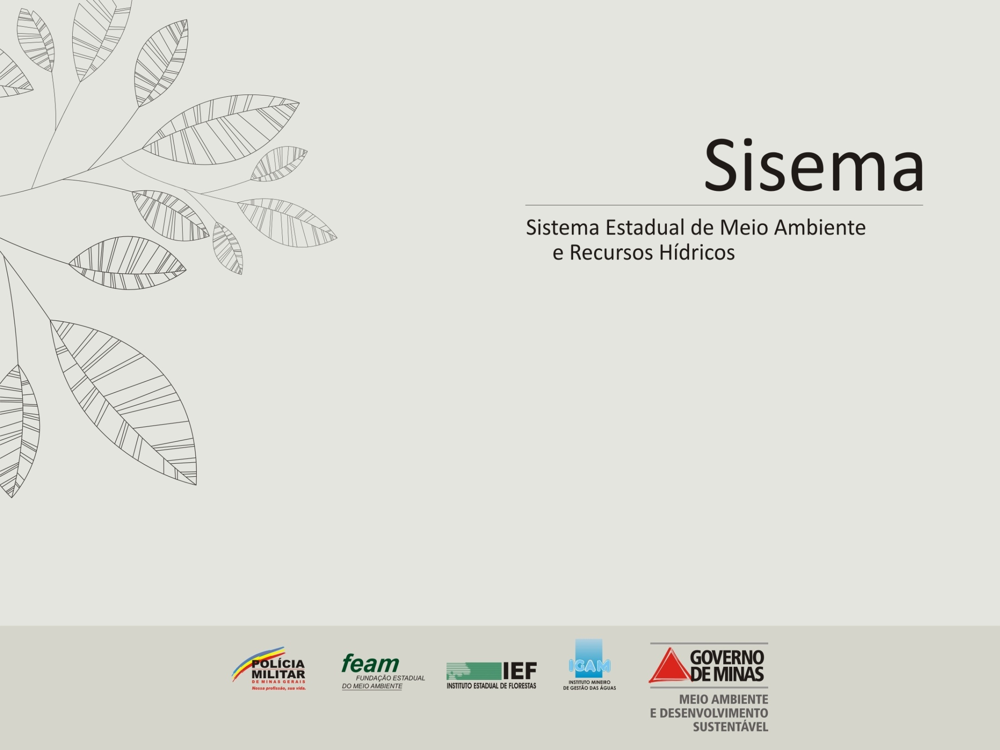 Sisema
Sistema Estadual de Meio Ambiente
e Recursos Hídricos
POLÍCIA
MILITAR
DE MINAS GERAIS
Nossa profissão, sua vida.
feam
FUNDAÇÃO ESTADUAL
DO MEIO AMBIENTE
IEF
INSTITUTO ESTADUAL DE FLORESTAS
IGAM
INSTITUTO MINEIRO
DE GESTÃO DAS ÁGUAS
GOVERNO
DE MINAS
MEIO AMBIENTE
E DESENVOLVIMENTO
SUSTENTÁVEL